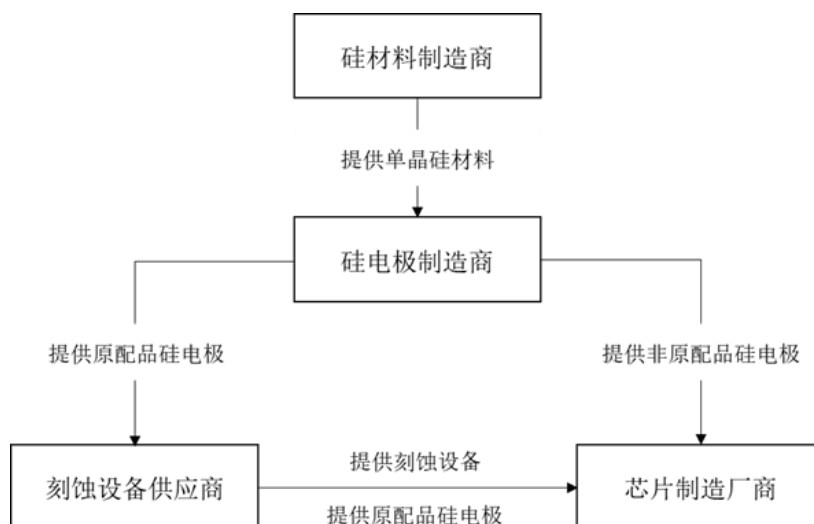 硅材料制造商
提供单晶硅材料
硅电极制造商
提供原配品硅电极
提供非原配品硅电极
刻蚀设备供应商
提供刻蚀设备
提供原配品硅电极
芯片制造厂商